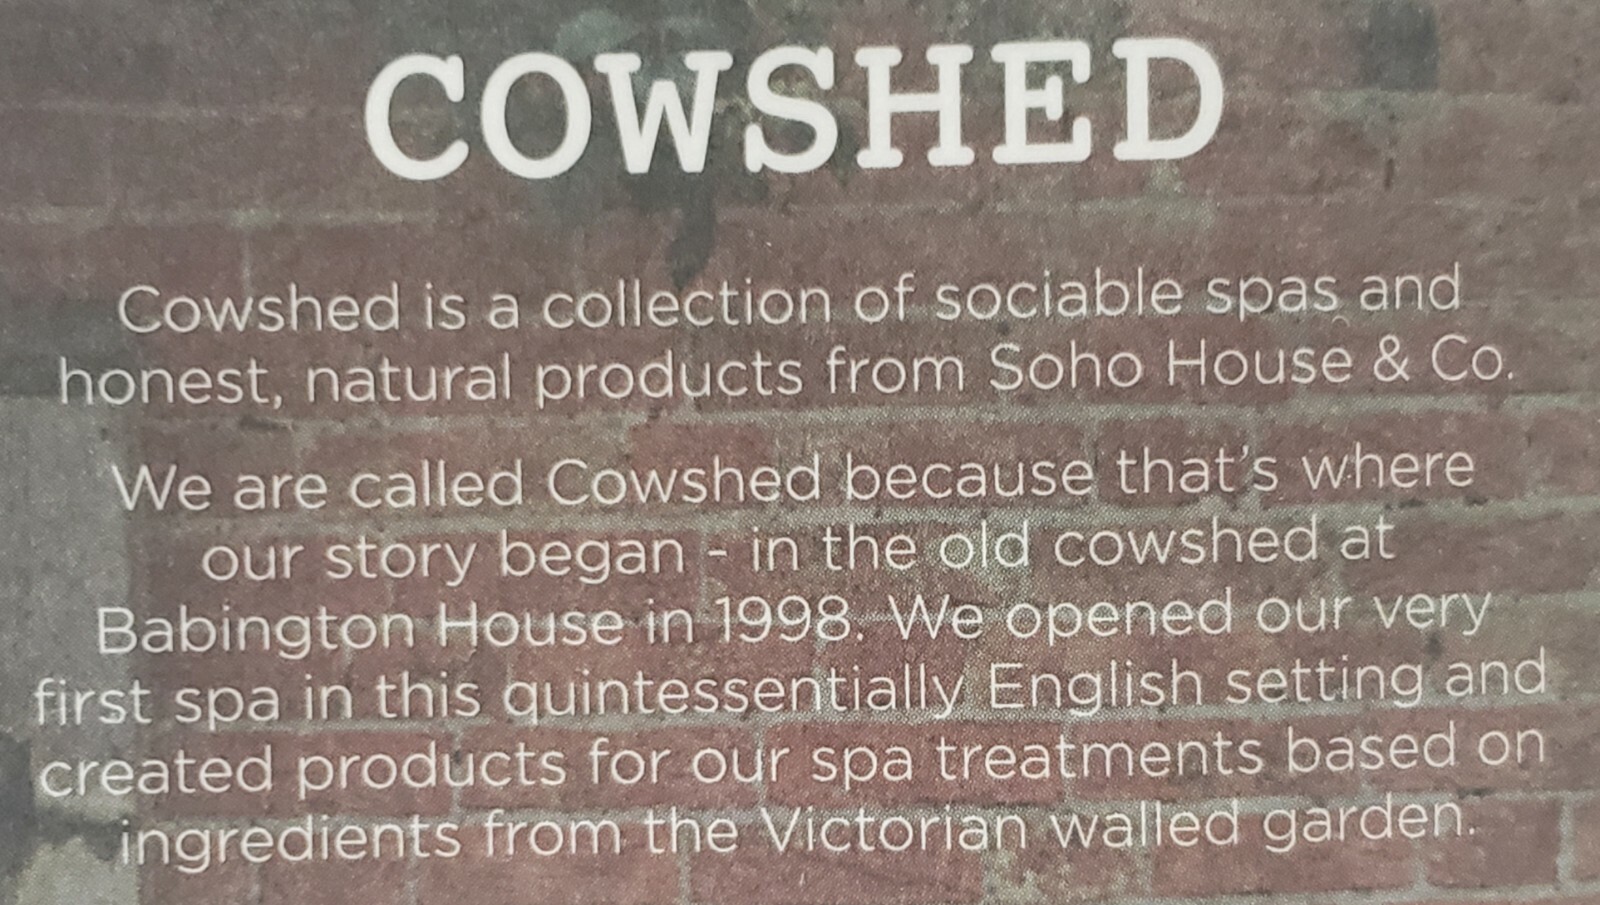 COWSHED
Cowshed is a collection of sociable spas and
honest, natural products from Soho House & Co.
We are called Cowshed because that's where
our story began - in the old cowshed at
Babington House in 1998. We opened our very
first spa in this quintessentially English setting and
created products for our spa treatments based on
ingredients from the Victorian walled garden.